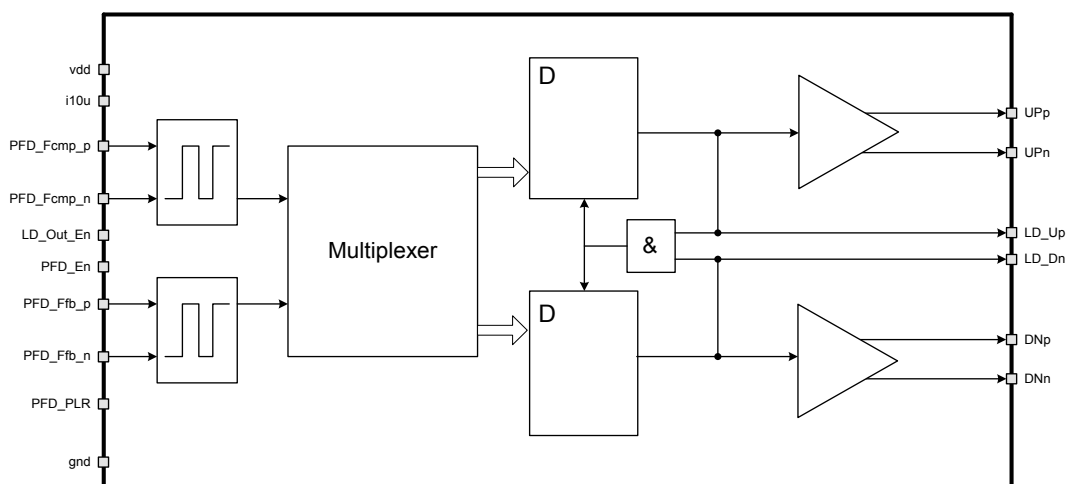 vdd
i10u
PFD_Fcmp_p
PFD_Fcmp_n
LD_Out_En
PFD_En
PFD_Ffb_p
PFD_Ffb_n
PFD_PLR
gnd
Multiplexer
D
D
&
UPp
UPn
LD_Up
LD_Dn
DNp
DNn